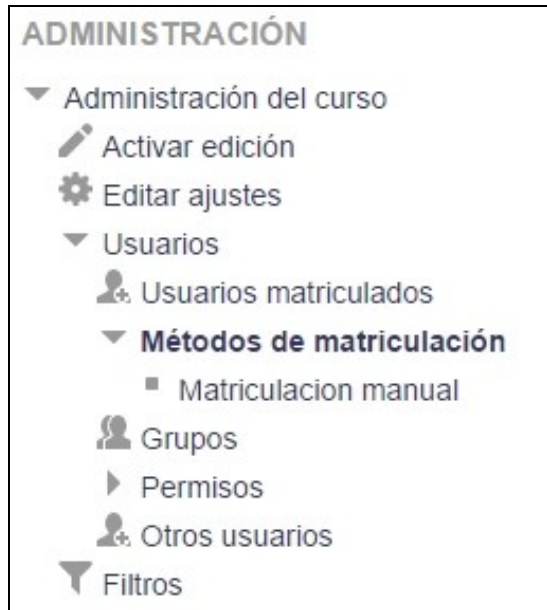 ADMINISTRACIÓN
Administración del curso
Activar edición
Editar ajustes
Usuarios
Usuarios matriculados
Métodos de matriculación
Matriculacion manual
Grupos
Permisos
Otros usuarios
Filtros